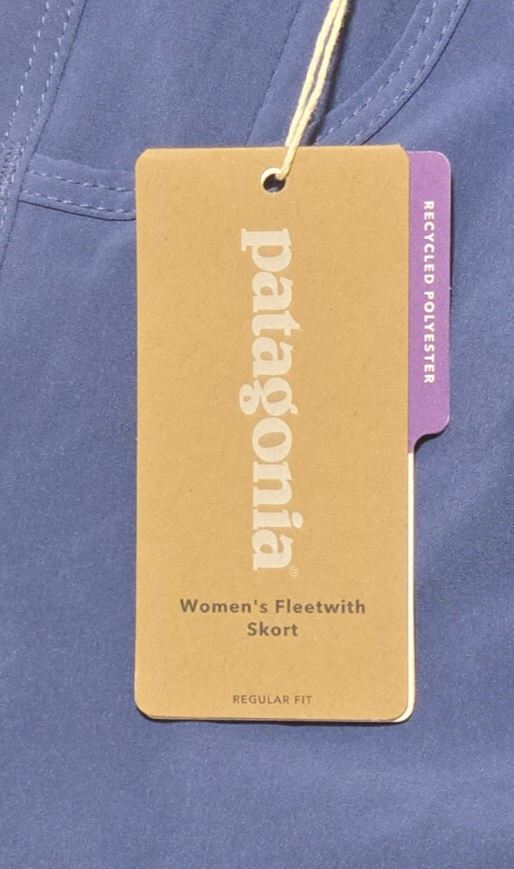 patagonia®
RECYCLED POLYESTER
Women's Fleetwith
Skort
REGULAR FIT